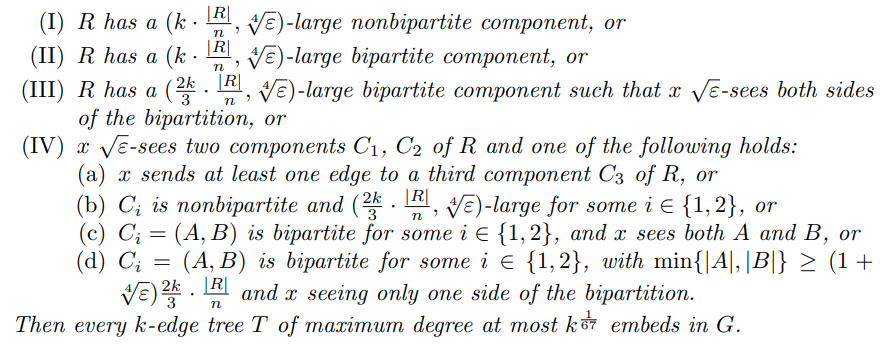 (I) R has a (k · |R|/n, ∜ε)-large nonbipartite component, or
(II) R has a (k · |R|/n, ∜ε)-large bipartite component, or
(III) R has a (2k/3 · |R|/n, ∜ε)-large bipartite component such that x √ε-sees both sides
of the bipartition, or
(IV) x √ε-sees two components C₁, C₂ of R and one of the following holds:
(a) x sends at least one edge to a third component C₃ of R, or
(b) Cᵢ is nonbipartite and (2k/3 · |R|/n, ∜ε)-large for some i ∈ {1, 2}, or
(c) Cᵢ = (A, B) is bipartite for some i ∈ {1, 2}, and x sees both A and B, or
(d) Cᵢ = (A, B) is bipartite for some i ∈ {1, 2}, with min{|A|, |B|} ≥ (1 +
∜ε)2k/3 · |R|/n and x seeing only one side of the bipartition.
Then every k-edge tree T of maximum degree at most k^(1/67) embeds in G.